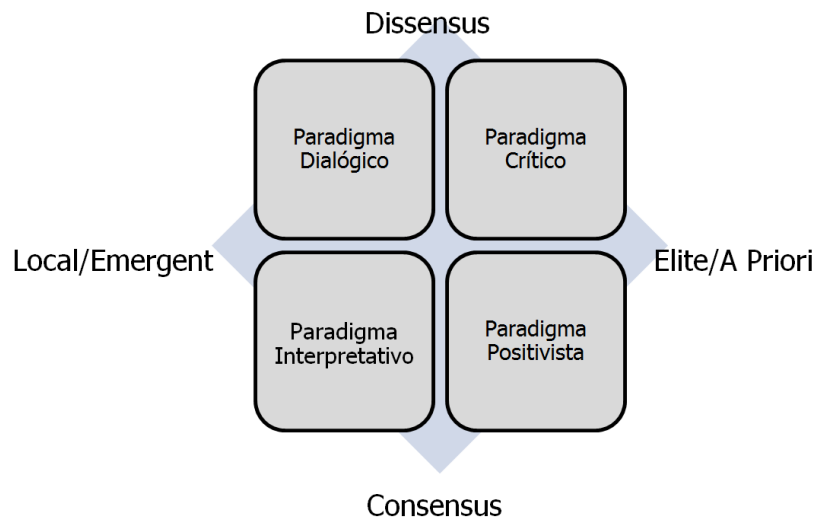 Dissensus
Paradigma
Dialógico
Paradigma
Crítico
Local/Emergent
Elite/A Priori
Paradigma
Interpretativo
Paradigma
Positivista
Consensus